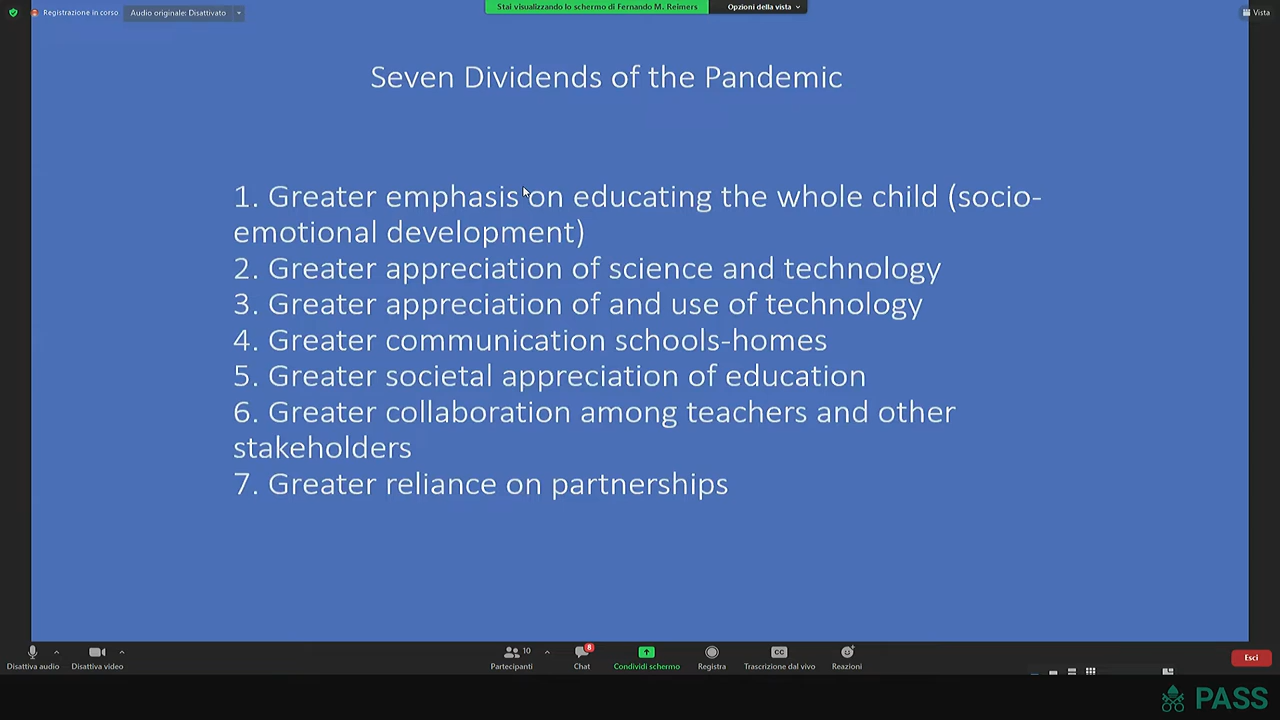 Registrazione in corso
Audio originale: Disattivato
Stai visualizzando lo schermo di Fernando M. Reimers
Opzioni della vista
Vista
Seven Dividends of the Pandemic
1. Greater emphasis on educating the whole child (socio-
emotional development)
2. Greater appreciation of science and technology
3. Greater appreciation of and use of technology
4. Greater communication schools-homes
5. Greater societal appreciation of education
6. Greater collaboration among teachers and other
stakeholders
7. Greater reliance on partnerships
Disattiva audio
Disattiva video
10
Partecipanti
8
Chat
Condividi schermo
Registra
CC
Trascrizione dal vivo
Reazioni
Esci
PASS